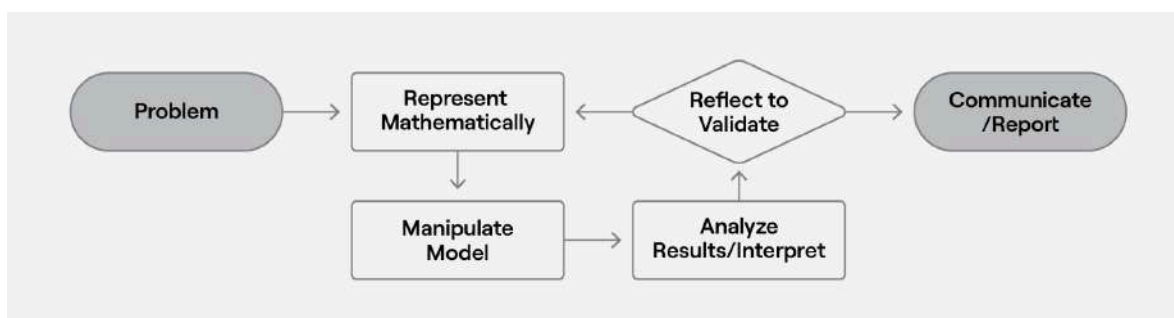 Problem
Represent
Mathematically
Reflect to
Validate
Communicate
/Report
Manipulate
Model
Analyze
Results/Interpret